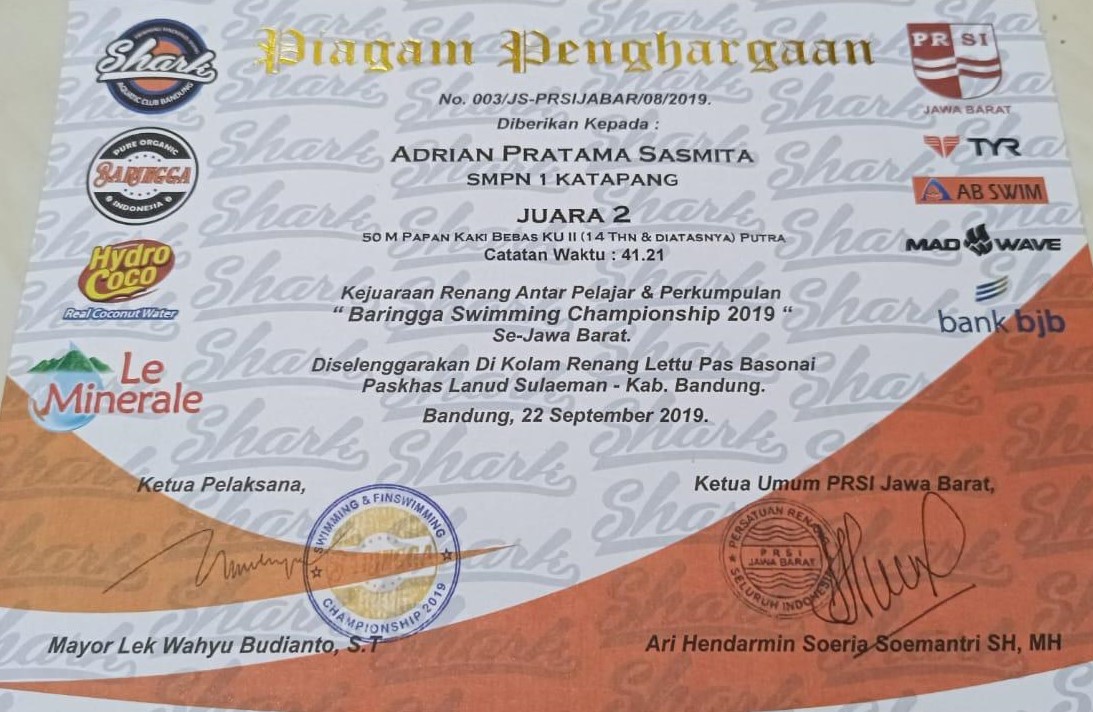 Piagam Penghargaan
No. 003/JS-PRSIJABAR/08/2019.
Diberikan Kepada :
ADRIAN PRATAMA SASMITA
SMPN 1 KATAPANG
JUARA 2
50 M PAPAN KAKI BEBAS KU II (14 THN & DIATASNYA) PUTRA
Catatan Waktu : 41.21
Kejuaraan Renang Antar Pelajar & Perkumpulan
“ Baringga Swimming Championship 2019 “
Se-Jawa Barat.
Diselenggarakan Di Kolam Renang Lettu Pas Basonai
Paskhas Lanud Sulaeman - Kab. Bandung.
Bandung, 22 September 2019.
Shark
AQUATIC CLUB BANDUNG
PURE ORGANIC
BARINGGA
INDONESIA
Hydro
Coco
Real Coconut Water
Le
Minerale
PRSI
JAWA BARAT
TYR
AB SWIM
MAD WAVE
bank bjb
Ketua Pelaksana,
SWIMMING & FINSWIMMING
BARINGGA
CHAMPIONSHIP 2019
Mayor Lek Wahyu Budianto, S.T
Ketua Umum PRSI Jawa Barat,
PERSATUAN RENANG
PRSI
JAWA BARAT
SELURUH INDONESIA
Ari Hendarmin Soeria Soemantri SH, MH